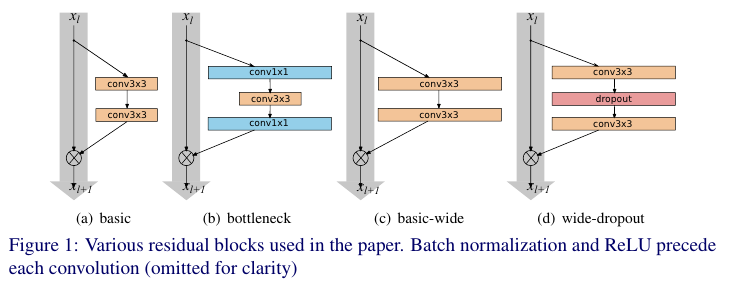 x_l x_l x_l x_l
conv1x1 conv3x3
conv3x3 conv3x3 dropout
conv3x3
conv3x3 conv1x1 conv3x3 conv3x3
x_{l+1} x_{l+1} x_{l+1} x_{l+1}
(a) basic (b) bottleneck (c) basic-wide (d) wide-dropout
Figure 1: Various residual blocks used in the paper. Batch normalization and ReLU precede
each convolution (omitted for clarity)